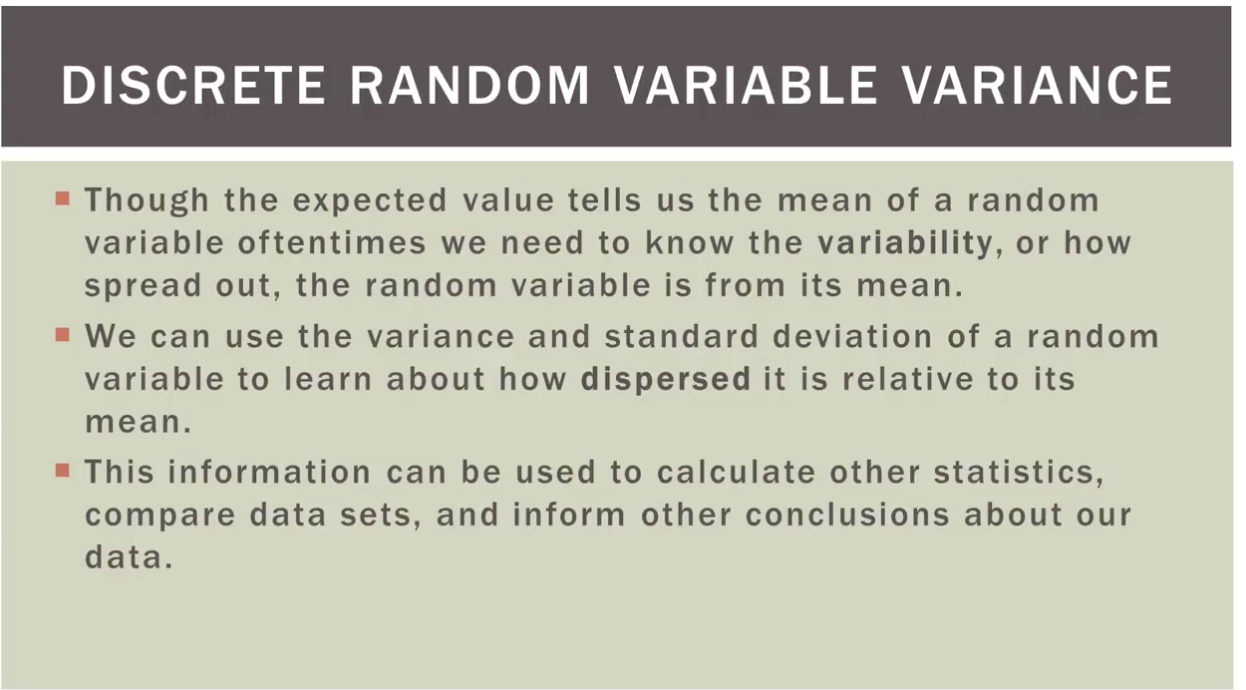 DISCRETE RANDOM VARIABLE VARIANCE
Though the expected value tells us the mean of a random
variable oftentimes we need to know the variability, or how
spread out, the random variable is from its mean.
We can use the variance and standard deviation of a random
variable to learn about how dispersed it is relative to its
mean.
This information can be used to calculate other statistics,
compare data sets, and inform other conclusions about our
data.